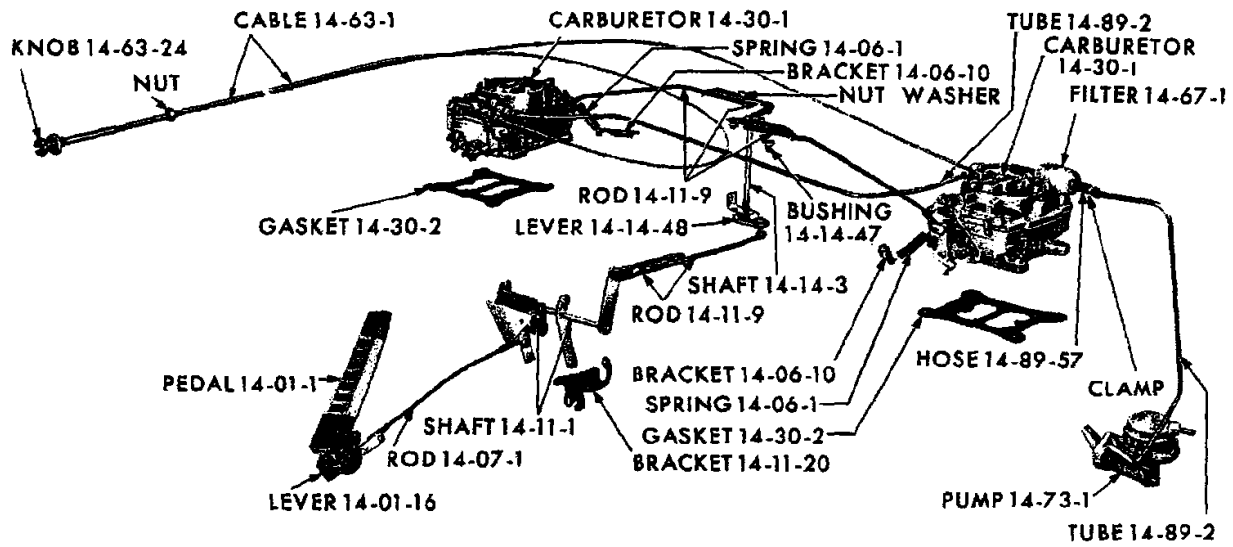 CABLE 14-63-1
CARBURETOR 14-30-1
TUBE 14-89-2
KNOB 14-63-24
SPRING 14-06-1
CARBURETOR
14-30-1
NUT
BRACKET 14-06-10
NUT WASHER
FILTER 14-67-1
ROD 14-11-9
GASKET 14-30-2
LEVER 14-14-48
BUSHING
14-14-47
SHAFT 14-14-3
ROD 14-11-9
HOSE 14-89-57
PEDAL 14-01-1
BRACKET 14-06-10
CLAMP
SPRING 14-06-1
SHAFT 14-11-1
GASKET 14-30-2
ROD 14-07-1
BRACKET 14-11-20
LEVER 14-01-16
PUMP 14-73-1
TUBE 14-89-2